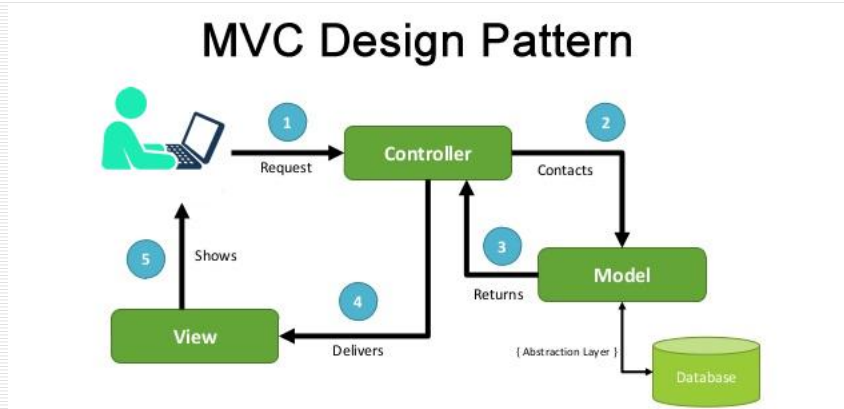 MVC Design Pattern
1
2
Request
Controller
Contacts
3
Returns
Model
5
Shows
4
Delivers
View
{ Abstraction Layer }
Database